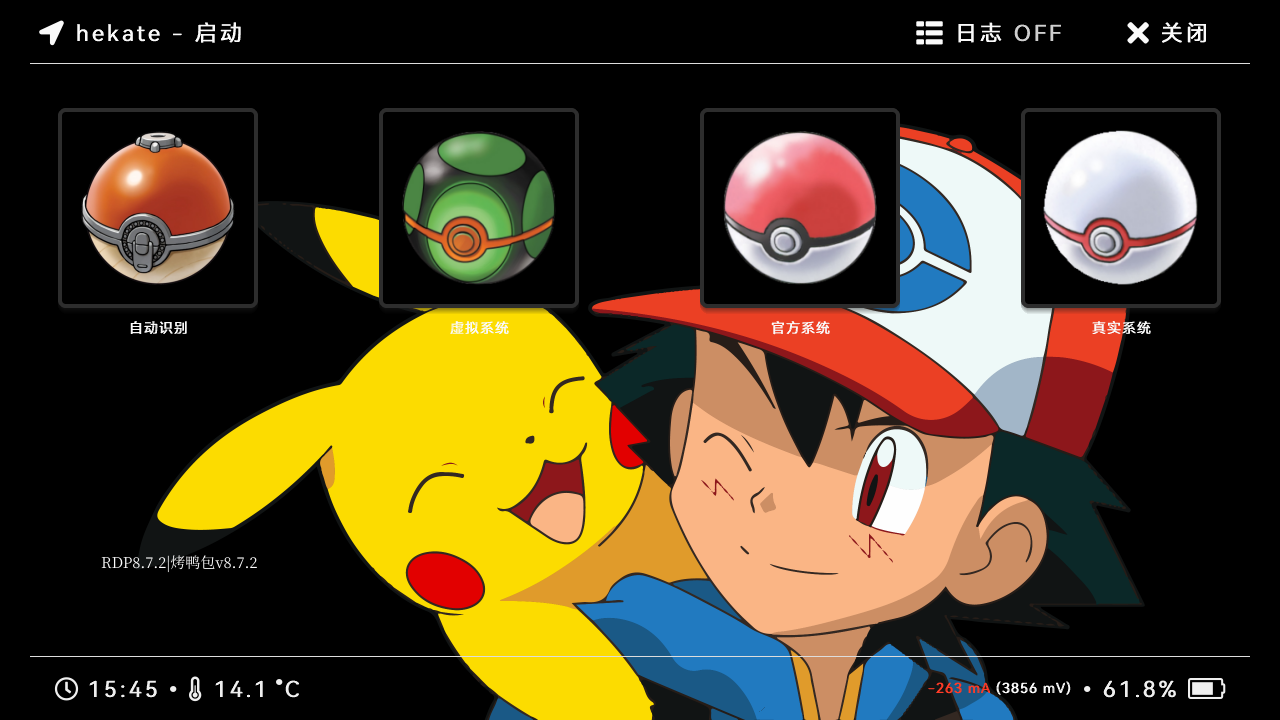 hekate - 启动
日志 OFF
关闭
自动识别
虚拟系统
官方系统
真实系统
RDP8.7.2|烤鸭包v8.7.2
15:45 • 14.1 °C
-263 mA (3856 mV) • 61.8%